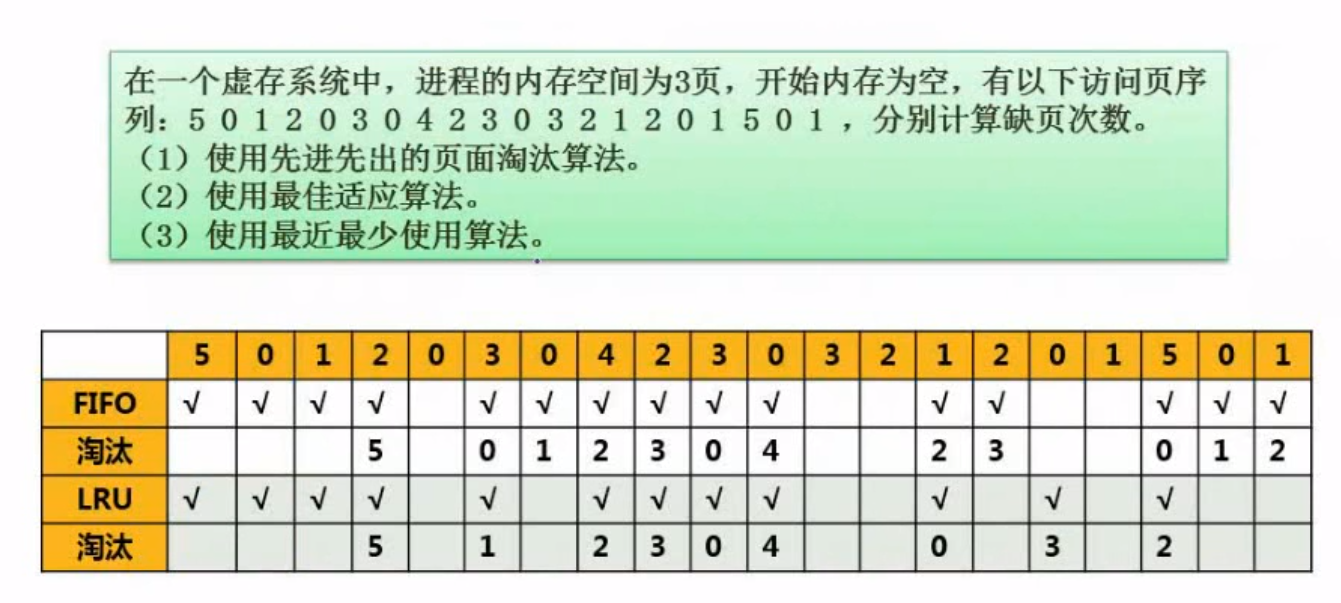 在一个虚存系统中，进程的内存空间为3页，开始内存为空，有以下访问页序
列：5 0 1 2 0 3 0 4 2 3 0 3 2 1 2 0 1 5 0 1 ，分别计算缺页次数。
（1）使用先进先出的页面淘汰算法。
（2）使用最佳适应算法。
（3）使用最近最少使用算法。
5 0 1 2 0 3 0 4 2 3 0 3 2 1 2 0 1 5 0 1
FIFO √ √ √ √ √ √ √ √ √ √ √ √ √ √ √
淘汰 5 0 1 2 3 0 4 2 3 0 1 2
LRU √ √ √ √ √ √ √ √ √ √ √ √
淘汰 5 1 2 3 0 4 0 3 2